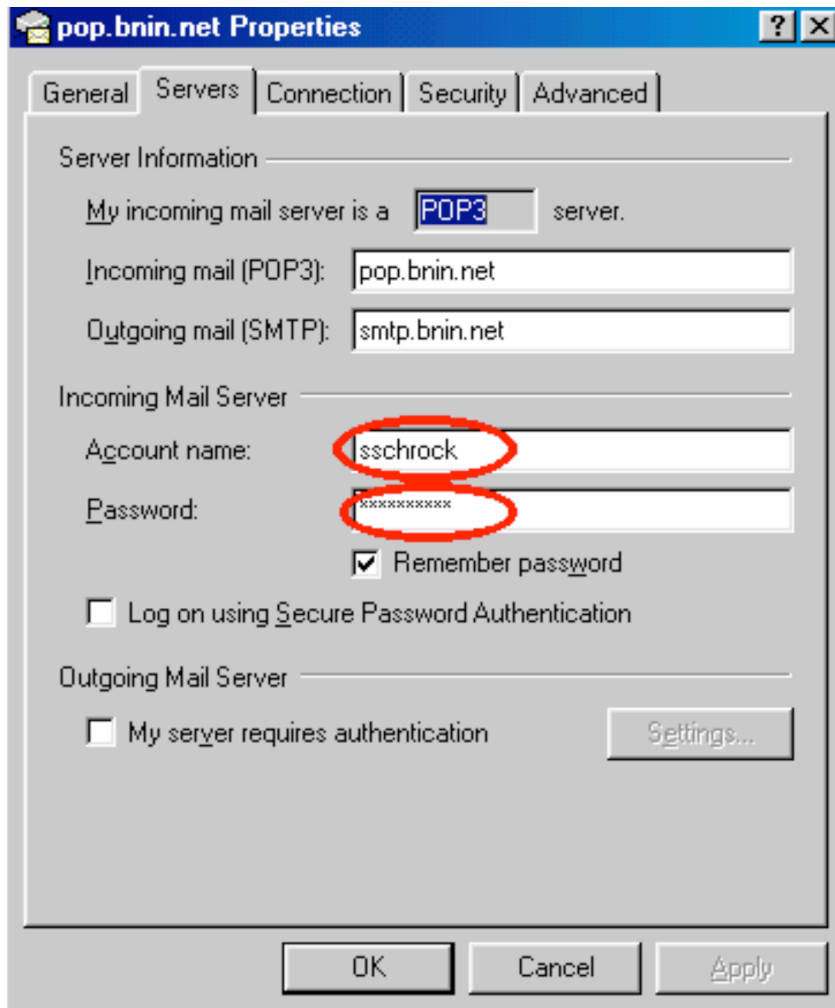 pop.bnin.net Properties
General Servers Connection Security Advanced
Server Information
My incoming mail server is a POP3 server.
Incoming mail (POP3): pop.bnin.net
Outgoing mail (SMTP): smtp.bnin.net
Incoming Mail Server
Account name: sschrock
Password: **********
Remember password
Log on using Secure Password Authentication
Outgoing Mail Server
My server requires authentication Settings...
OK Cancel Apply